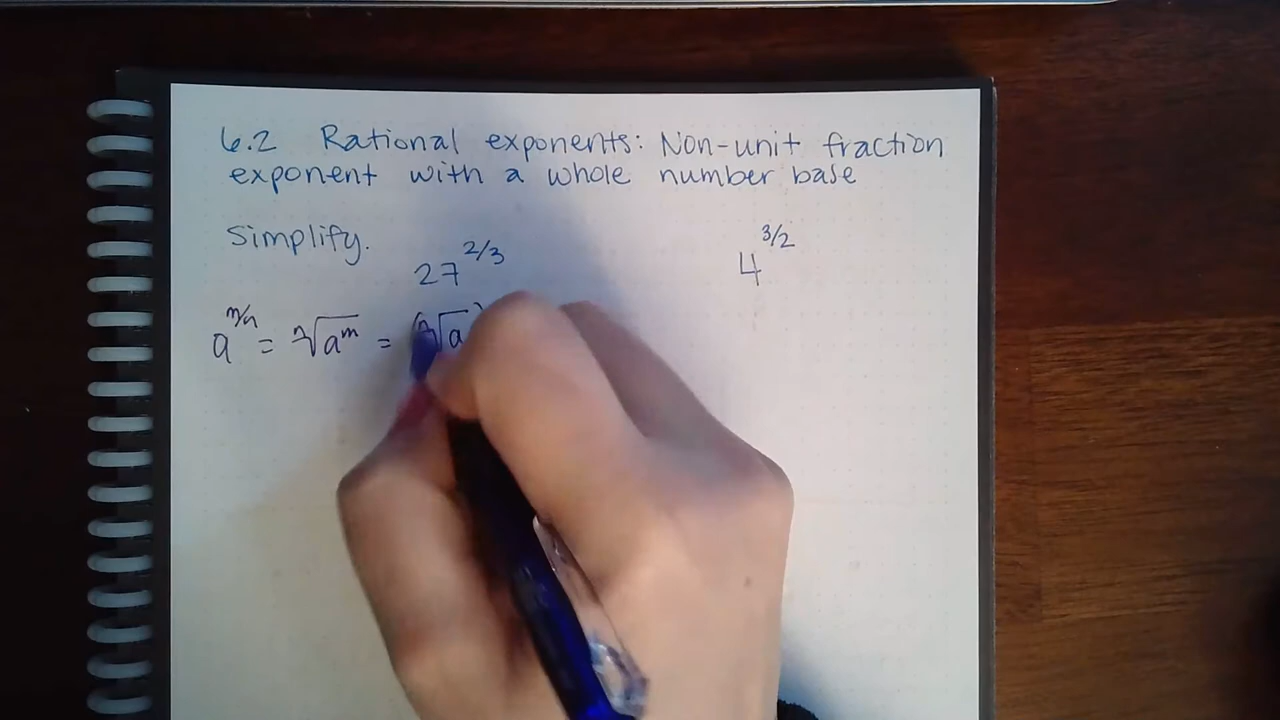 6.2 Rational exponents: Non-unit fraction
exponent with a whole number base
Simplify.
27^2/3
4^3/2
a^m/n = ⁿ√a^m = (ⁿ√a)